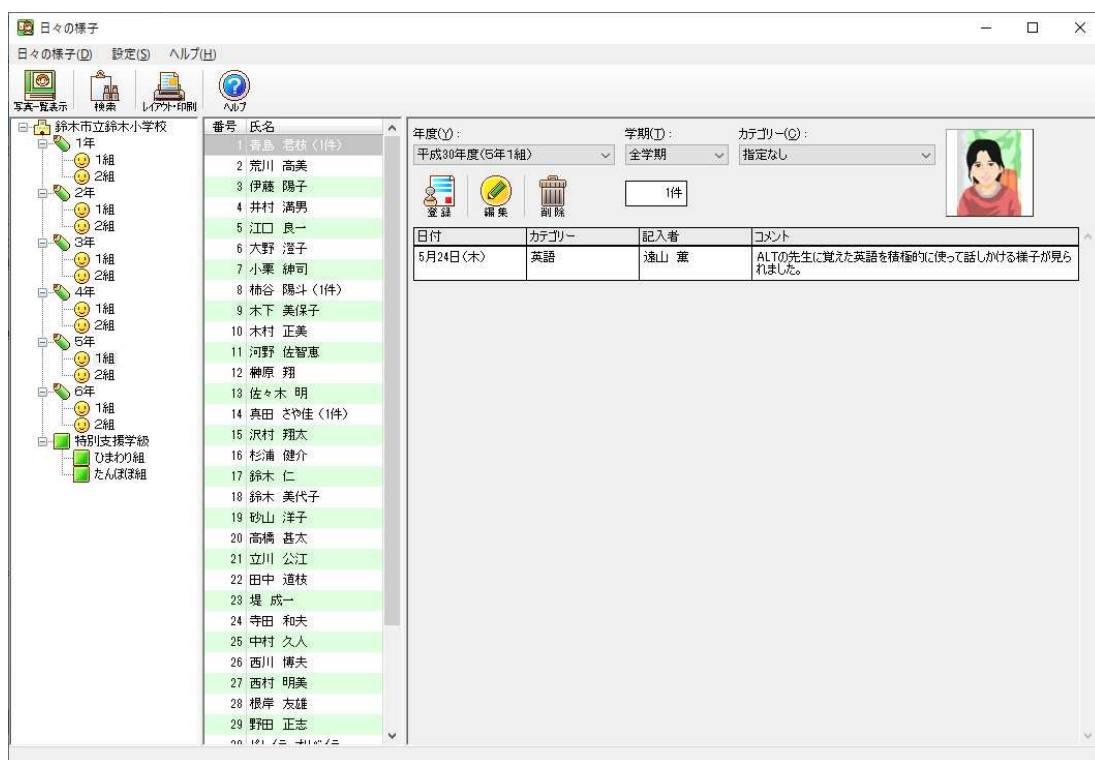 日々の様子
日々の様子(D) 設定(S) ヘルプ(H)
写真一覧表示 検索 レイアウト・印刷 ヘルプ
鈴木市立鈴木小学校
1年
1組
2組
2年
1組
2組
3年
1組
2組
4年
1組
2組
5年
1組
2組
6年
1組
2組
特別支援学級
ひまわり組
たんぽぽ組
番号 氏名
1 青島 君枝 (1件)
2 荒川 高美
3 伊藤 陽子
4 井村 満男
5 江口 良一
6 大野 澄子
7 小栗 紳司
8 柿谷 陽斗 (1件)
9 木下 美保子
10 木村 正美
11 河野 佐智恵
12 榊原 翔
13 佐々木 明
14 真田 さや佳 (1件)
15 沢村 翔太
16 杉浦 健介
17 鈴木 仁
18 鈴木 美代子
19 砂山 洋子
20 高橋 甚太
21 立川 公江
22 田中 道枝
23 堤 成一
24 寺田 和夫
25 中村 久人
26 西川 博夫
27 西村 明美
28 根岸 友雄
29 野田 正志
年度(Y): 学期(T): カテゴリー(C):
平成30年度(5年1組) 全学期 指定なし
登録 編集 削除 1件
日付 カテゴリー 記入者 コメント
5月24日(木) 英語 遠山 薫 ALTの先生に覚えた英語を積極的に使って話しかける様子が見ら
れました。